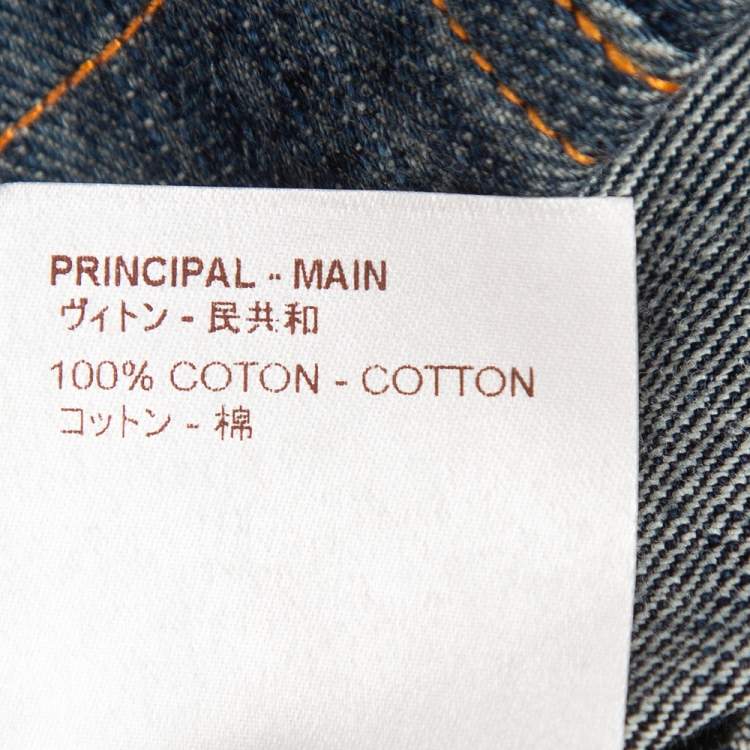 PRINCIPAL - MAIN
ヴィトン - 民共和
100% COTON - COTTON
コットン - 棉